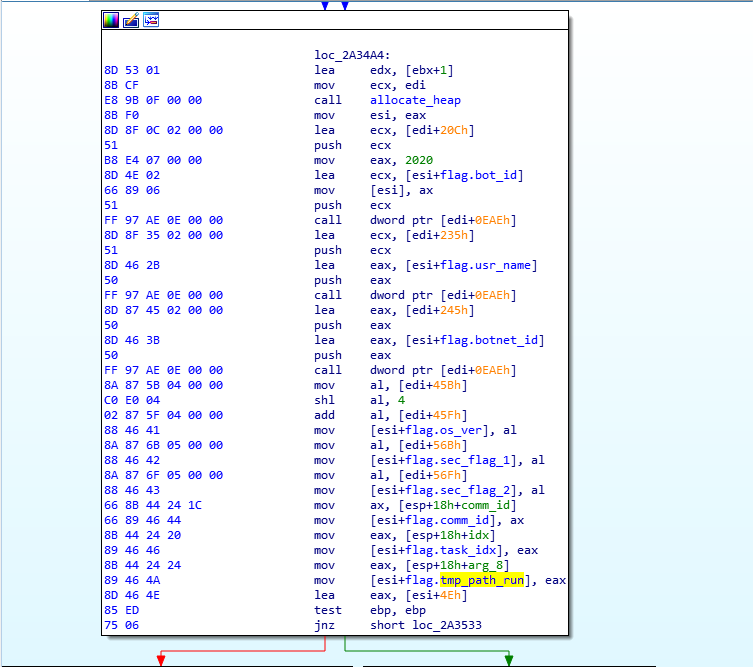 loc_2A34A4:
8D 53 01 lea edx, [ebx+1]
8B CF mov ecx, edi
E8 9B 0F 00 00 call allocate_heap
8B F0 mov esi, eax
8D 8F 0C 02 00 00 lea ecx, [edi+20Ch]
51 push ecx
B8 E4 07 00 00 mov eax, 2020
8D 4E 02 lea ecx, [esi+flag.bot_id]
66 89 06 mov [esi], ax
51 push ecx
FF 97 AE 0E 00 00 call dword ptr [edi+0EAEh]
8D 8F 35 02 00 00 lea ecx, [edi+235h]
51 push ecx
8D 46 2B lea eax, [esi+flag.usr_name]
50 push eax
FF 97 AE 0E 00 00 call dword ptr [edi+0EAEh]
8D 87 45 02 00 00 lea eax, [edi+245h]
50 push eax
8D 46 3B lea eax, [esi+flag.botnet_id]
50 push eax
FF 97 AE 0E 00 00 call dword ptr [edi+0EAEh]
8A 87 5B 04 00 00 mov al, [edi+45Bh]
C0 E0 04 shl al, 4
02 87 5F 04 00 00 add al, [edi+45Fh]
88 46 41 mov [esi+flag.os_ver], al
8A 87 6B 05 00 00 mov al, [edi+56Bh]
88 46 42 mov [esi+flag.sec_flag_1], al
8A 87 6F 05 00 00 mov al, [edi+56Fh]
88 46 43 mov [esi+flag.sec_flag_2], al
66 8B 44 24 1C mov ax, [esp+18h+comm_id]
66 89 46 44 mov [esi+flag.comm_id], ax
8B 44 24 20 mov eax, [esp+18h+idx]
89 46 46 mov [esi+flag.task_idx], eax
8B 44 24 24 mov eax, [esp+18h+arg_8]
89 46 4A mov [esi+flag.tmp_path_run], eax
8D 46 4E lea eax, [esi+4Eh]
85 ED test ebp, ebp
75 06 jnz short loc_2A3533